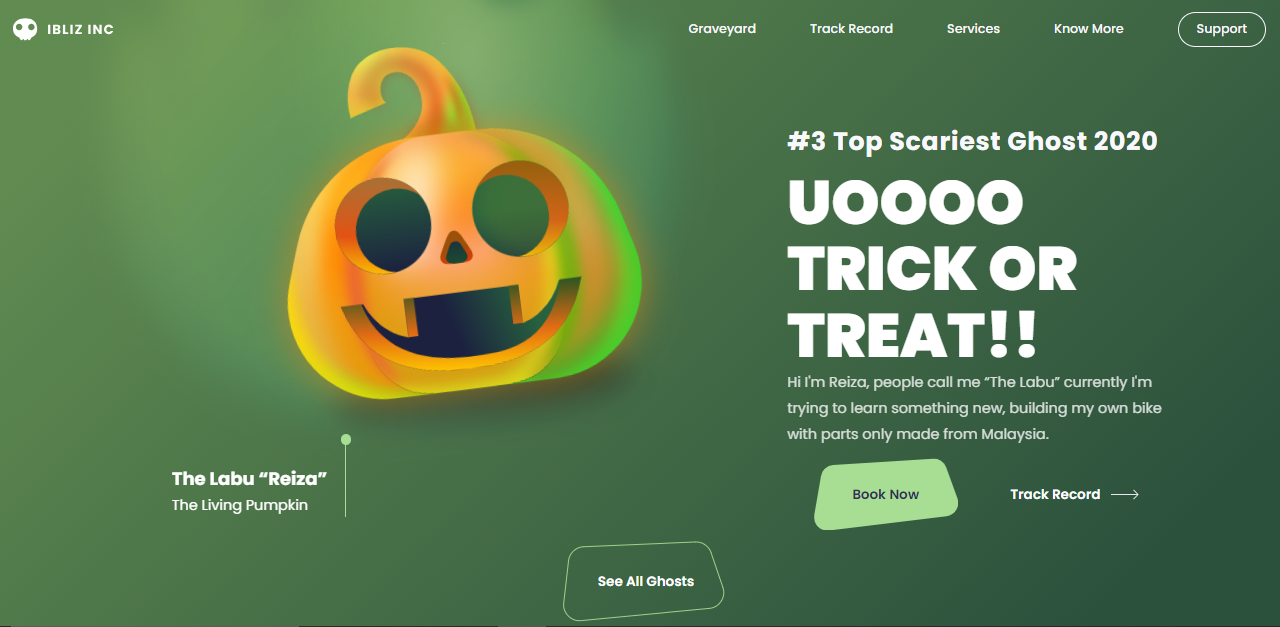 IBLIZ INC
Graveyard
Track Record
Services
Know More
Support
#3 Top Scariest Ghost 2020
UOOOO
TRICK OR
TREAT!!
Hi I'm Reiza, people call me “The Labu” currently I'm
trying to learn something new, building my own bike
with parts only made from Malaysia.
Book Now
Track Record
The Labu “Reiza”
The Living Pumpkin
See All Ghosts